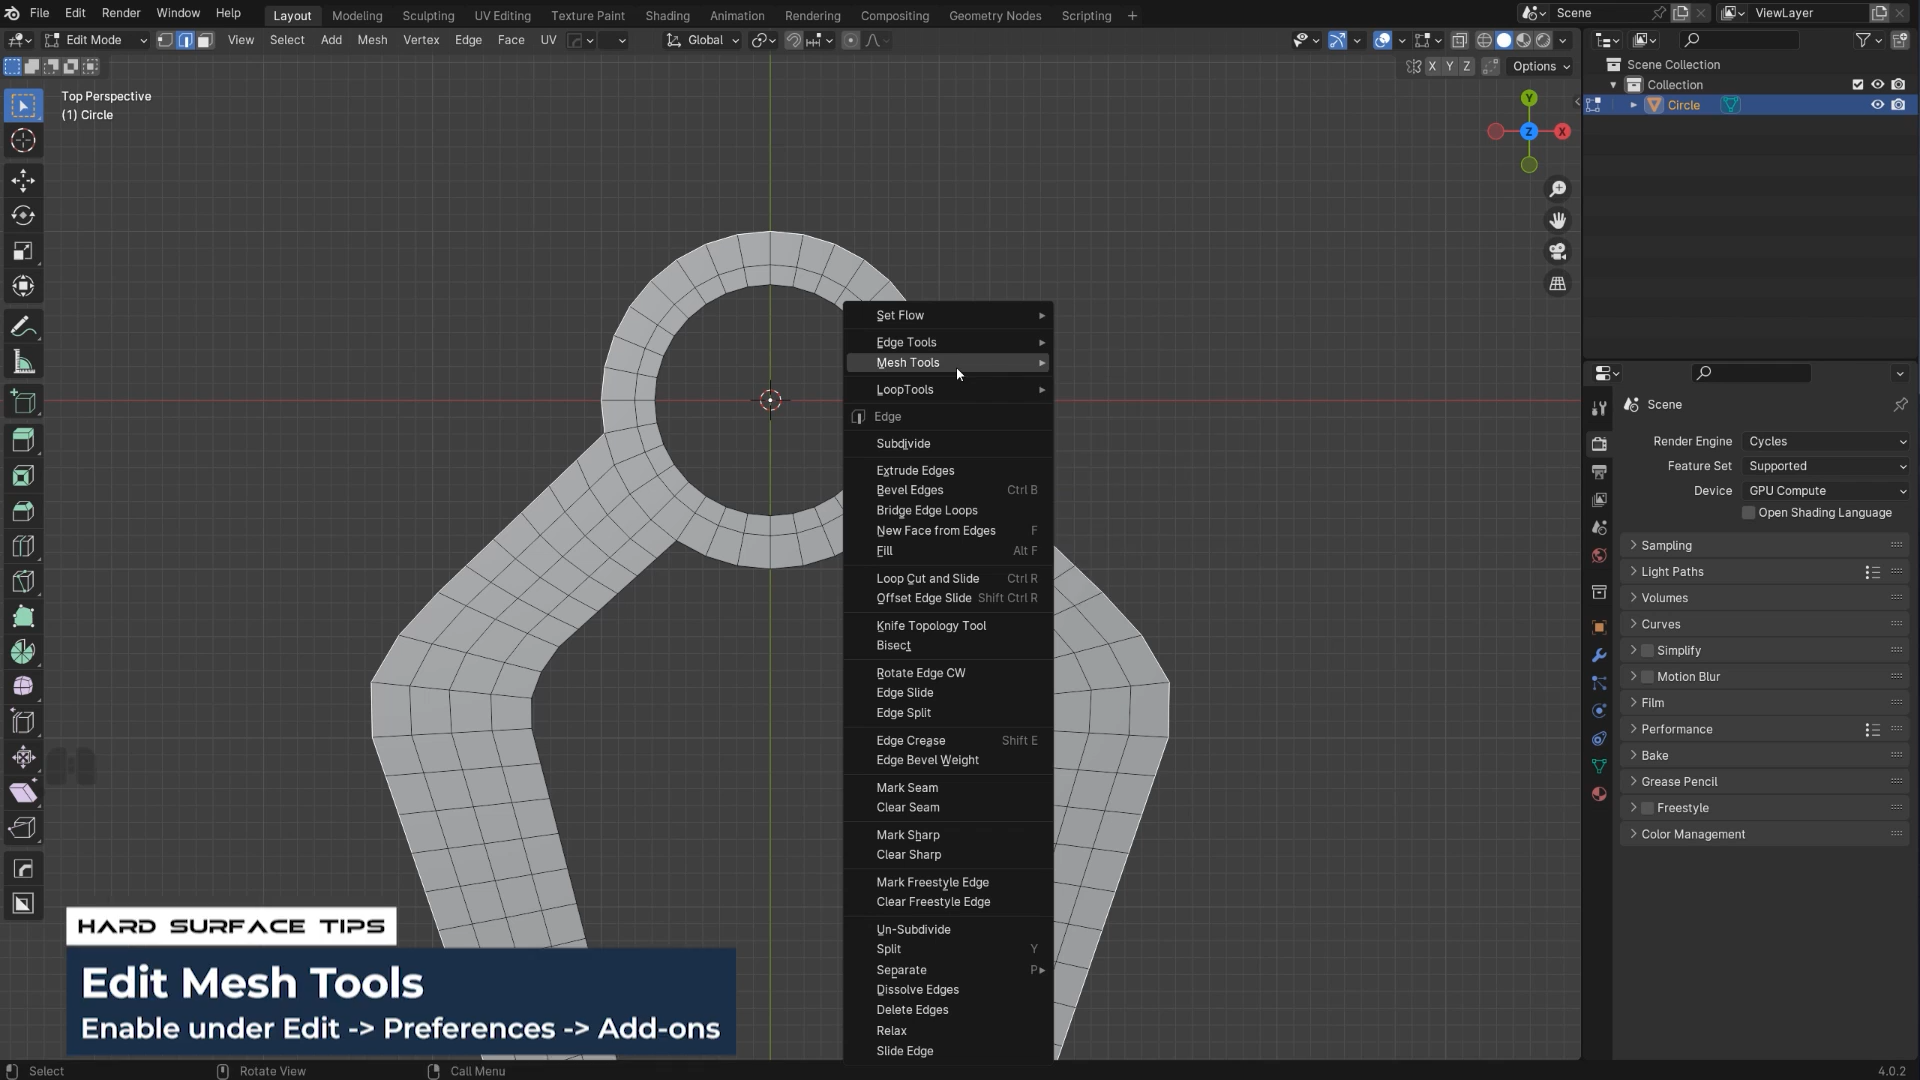 File Edit Render Window Help
Layout Modeling Sculpting UV Editing Texture Paint Shading Animation Rendering Compositing Geometry Nodes Scripting +
Scene
ViewLayer
Edit Mode
View Select Add Mesh Vertex Edge Face UV
Global
X Y Z
Options
Top Perspective
(1) Circle
Y
Z
X
Set Flow
Edge Tools
Mesh Tools
LoopTools
Edge
Subdivide
Extrude Edges
Bevel Edges Ctrl B
Bridge Edge Loops
New Face from Edges F
Fill Alt F
Loop Cut and Slide Ctrl R
Offset Edge Slide Shift Ctrl R
Knife Topology Tool
Bisect
Rotate Edge CW
Edge Slide
Edge Split
Edge Crease Shift E
Edge Bevel Weight
Mark Seam
Clear Seam
Mark Sharp
Clear Sharp
Mark Freestyle Edge
Clear Freestyle Edge
Un-Subdivide
Split Y
Separate P
Dissolve Edges
Delete Edges
Relax
Slide Edge
Scene Collection
Collection
Circle
Scene
Render Engine Cycles
Feature Set Supported
Device GPU Compute
Open Shading Language
Sampling
Light Paths
Volumes
Curves
Simplify
Motion Blur
Film
Performance
Bake
Grease Pencil
Freestyle
Color Management
HARD SURFACE TIPS
Edit Mesh Tools
Enable under Edit -> Preferences -> Add-ons
Select
Rotate View
Call Menu
4.0.2